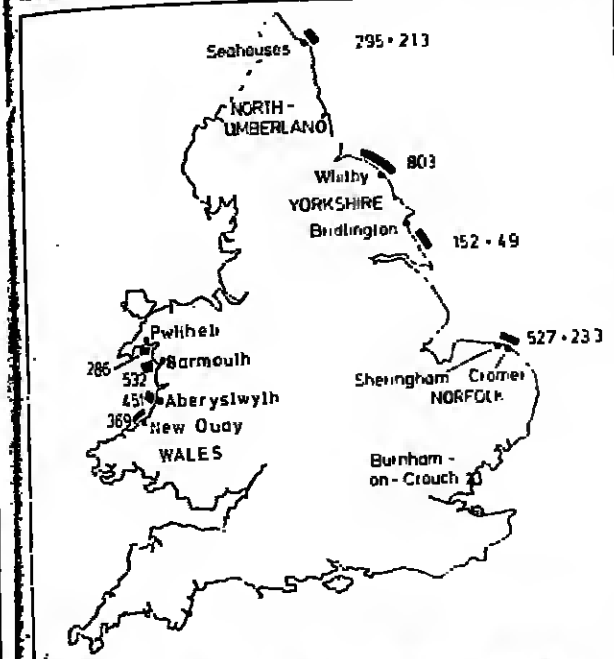 Seahouses 295 · 213
NORTH-
UMBERLAND
803
Whitby
YORKSHIRE
Bridlington
152 · 49
527 · 233
Pwllheli
286
Barmouth
532
Sheringham Cromer
NORFOLK
451 Aberyswyth
369 New Quay
WALES
Burnham -
on - Crouch